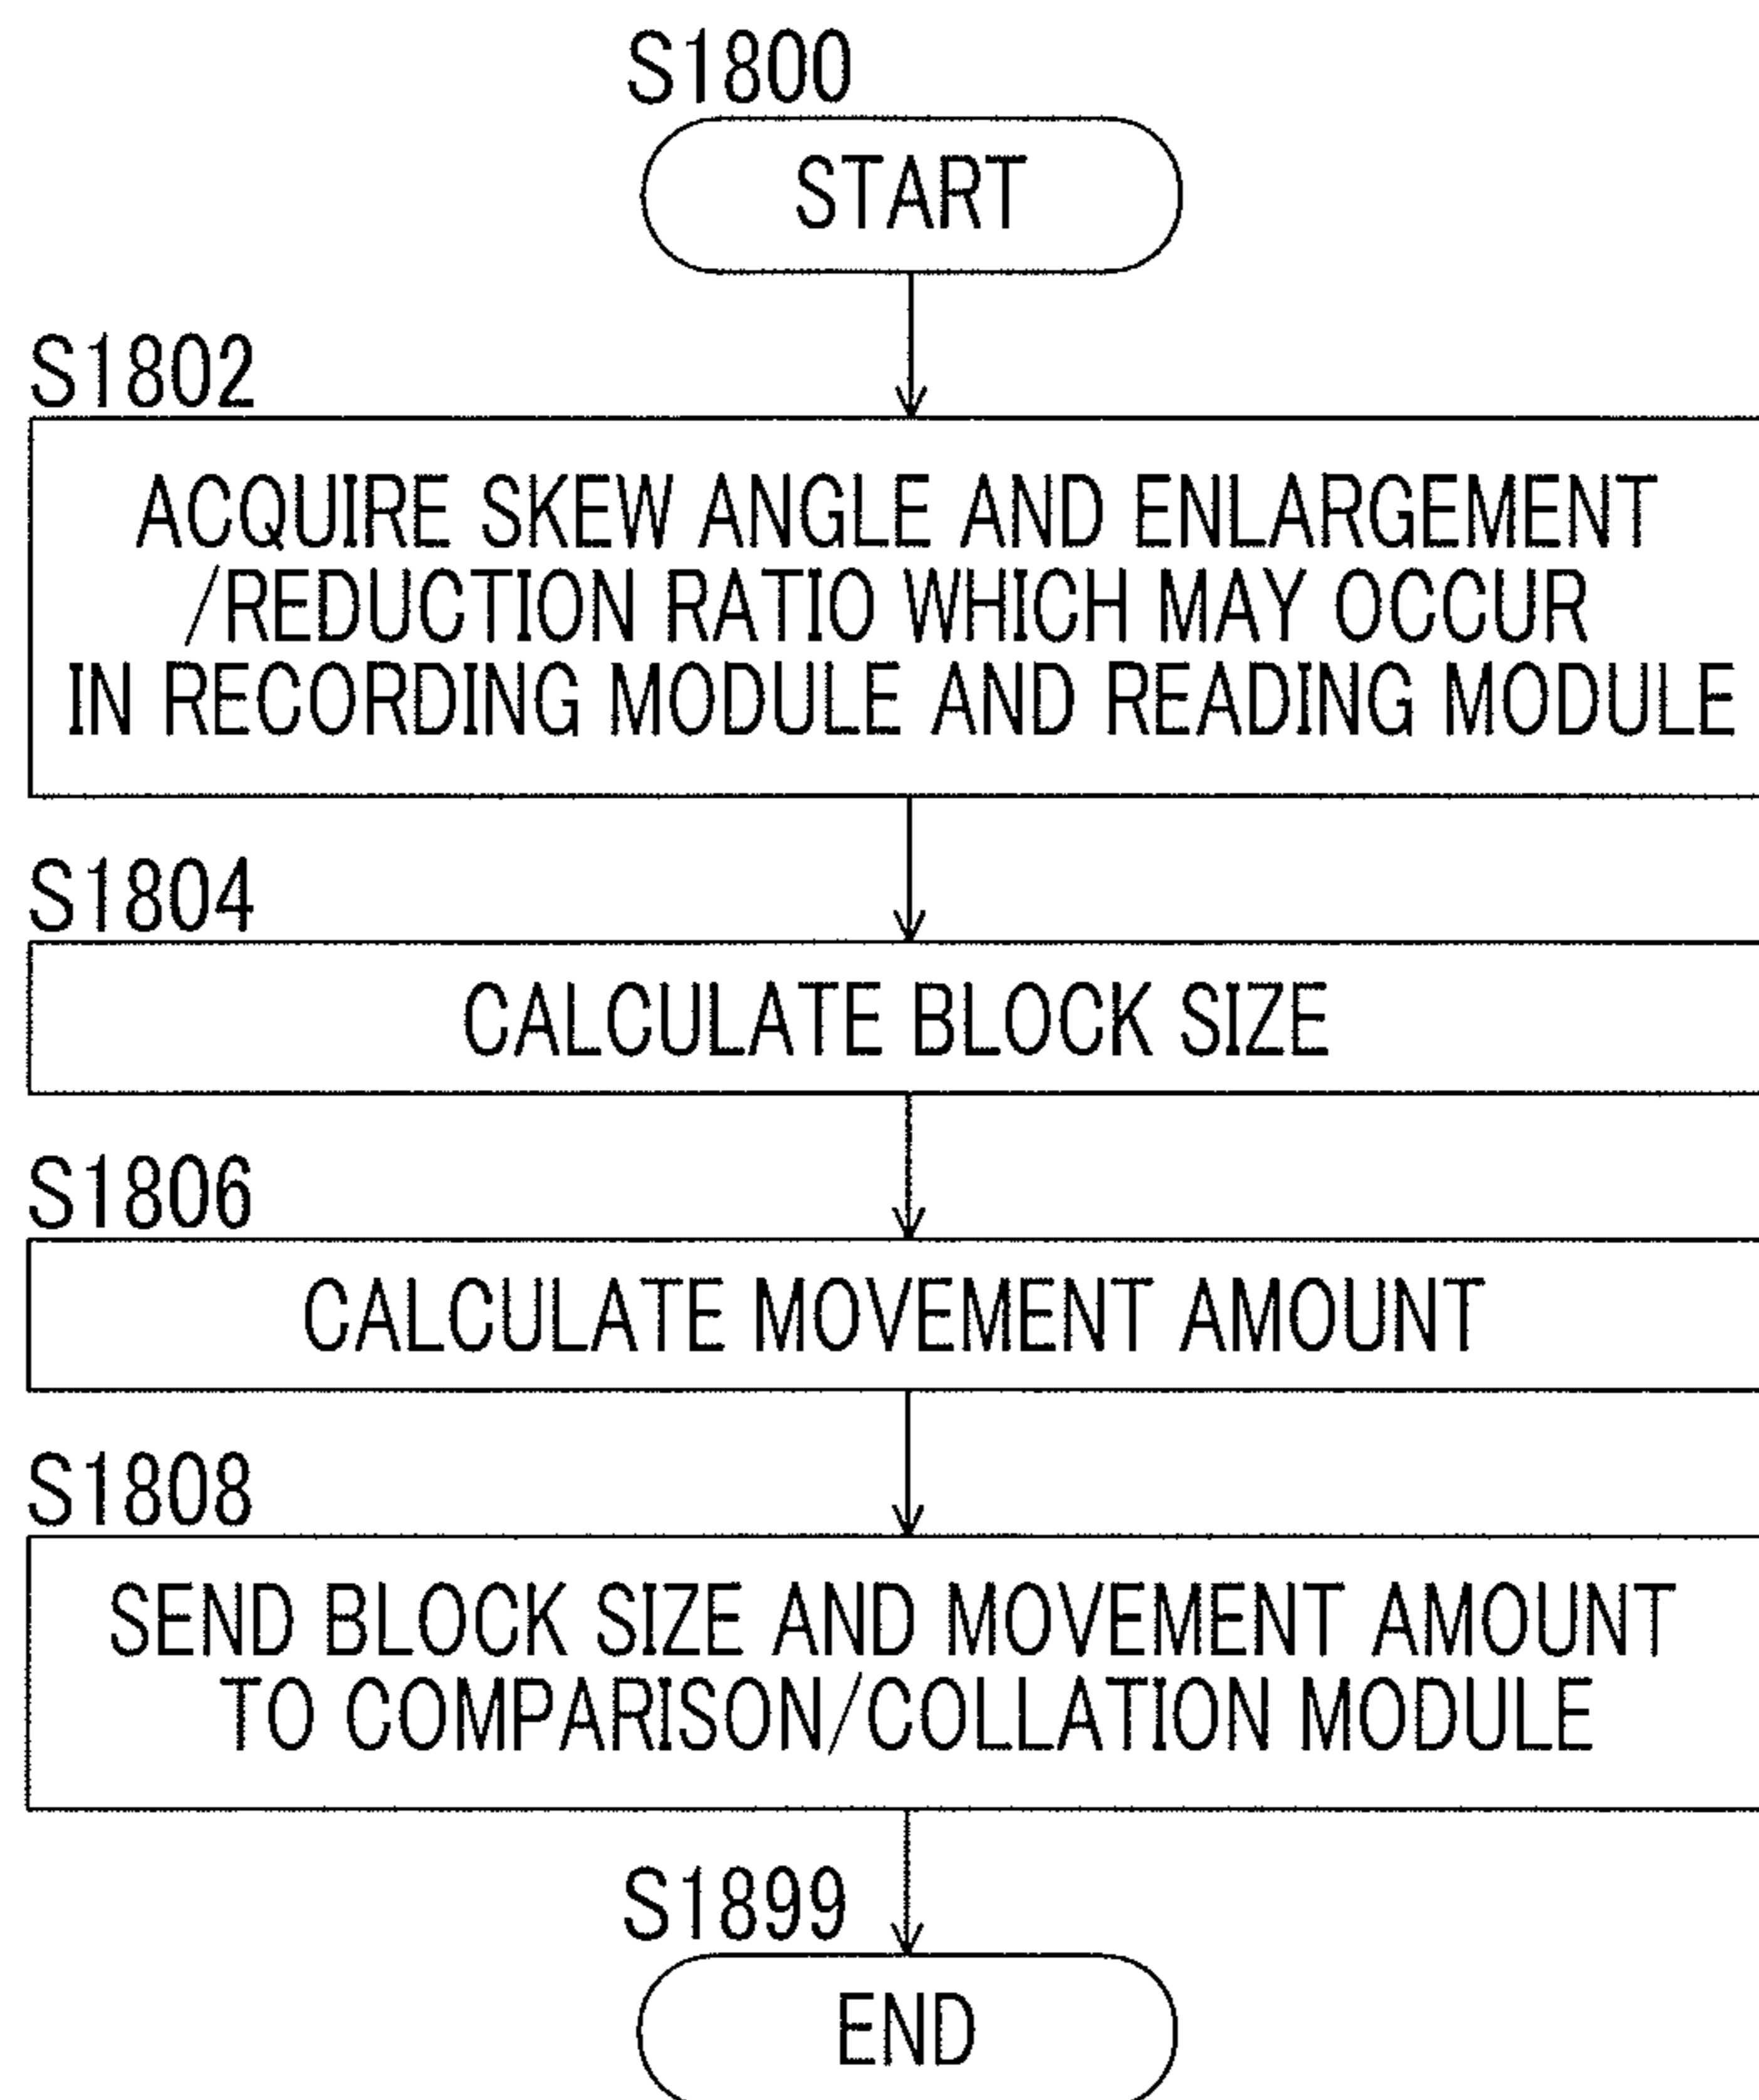 S1800
START
S1802
ACQUIRE SKEW ANGLE AND ENLARGEMENT
/REDUCTION RATIO WHICH MAY OCCUR
IN RECORDING MODULE AND READING MODULE
S1804
CALCULATE BLOCK SIZE
S1806
CALCULATE MOVEMENT AMOUNT
S1808
SEND BLOCK SIZE AND MOVEMENT AMOUNT
TO COMPARISON/COLLATION MODULE
S1899
END